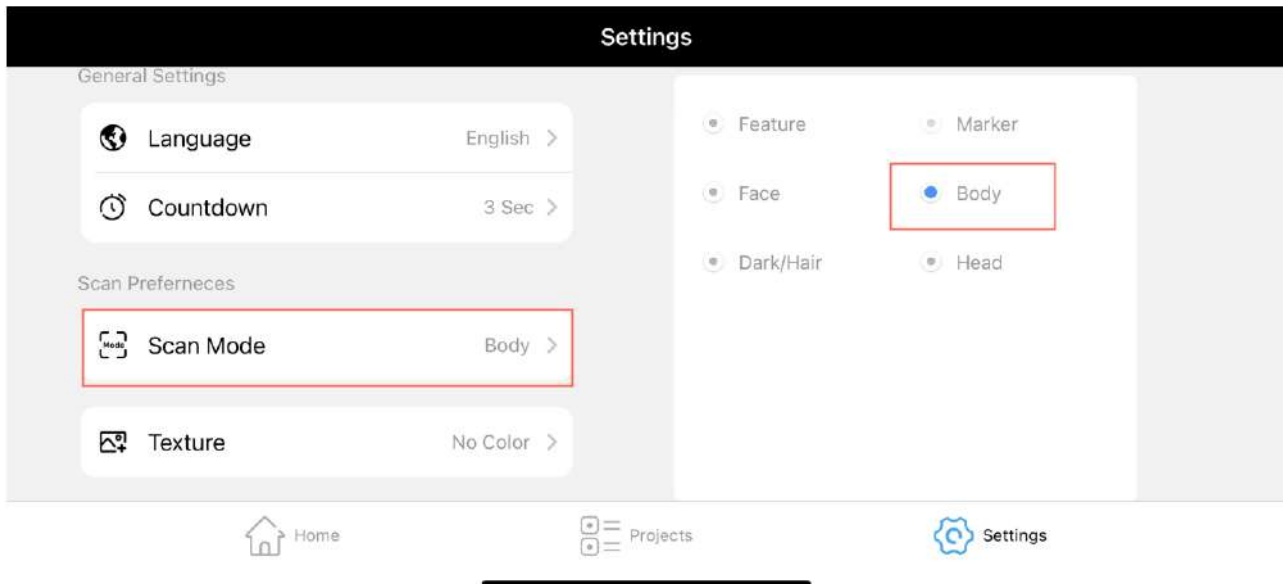 Settings
General Settings
Language English
Countdown 3 Sec
Scan Preferneces
Mode Scan Mode Body
Texture No Color
Feature Marker
Face Body
Dark/Hair Head
Home Projects Settings